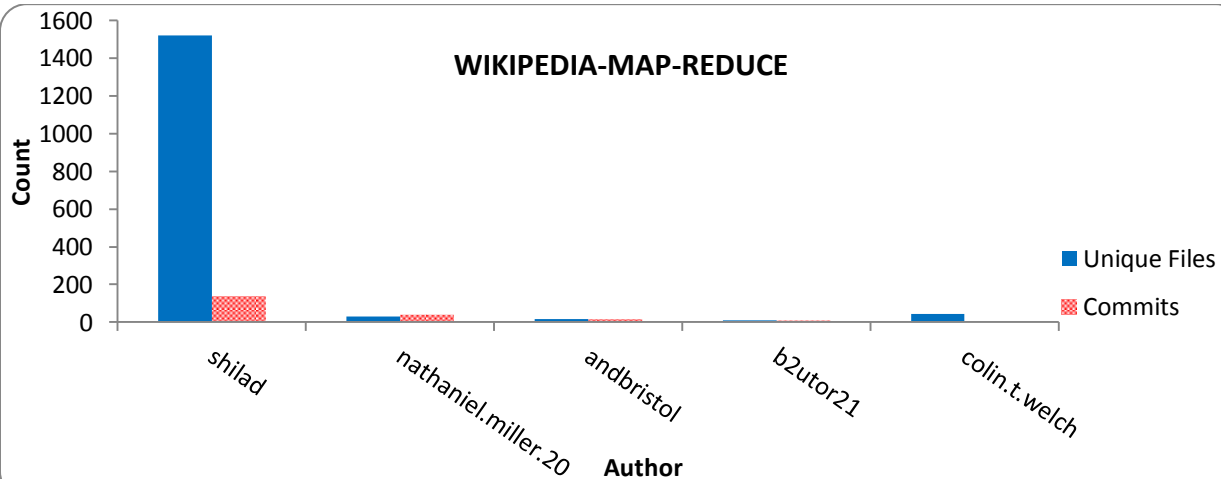 WIKIPEDIA-MAP-REDUCE
Count
1600
1400
1200
1000
800
600
400
200
0
Unique Files
Commits
shilad
nathaniel.miller.20
andbristol
b2utor21
colin.t.welch
Author